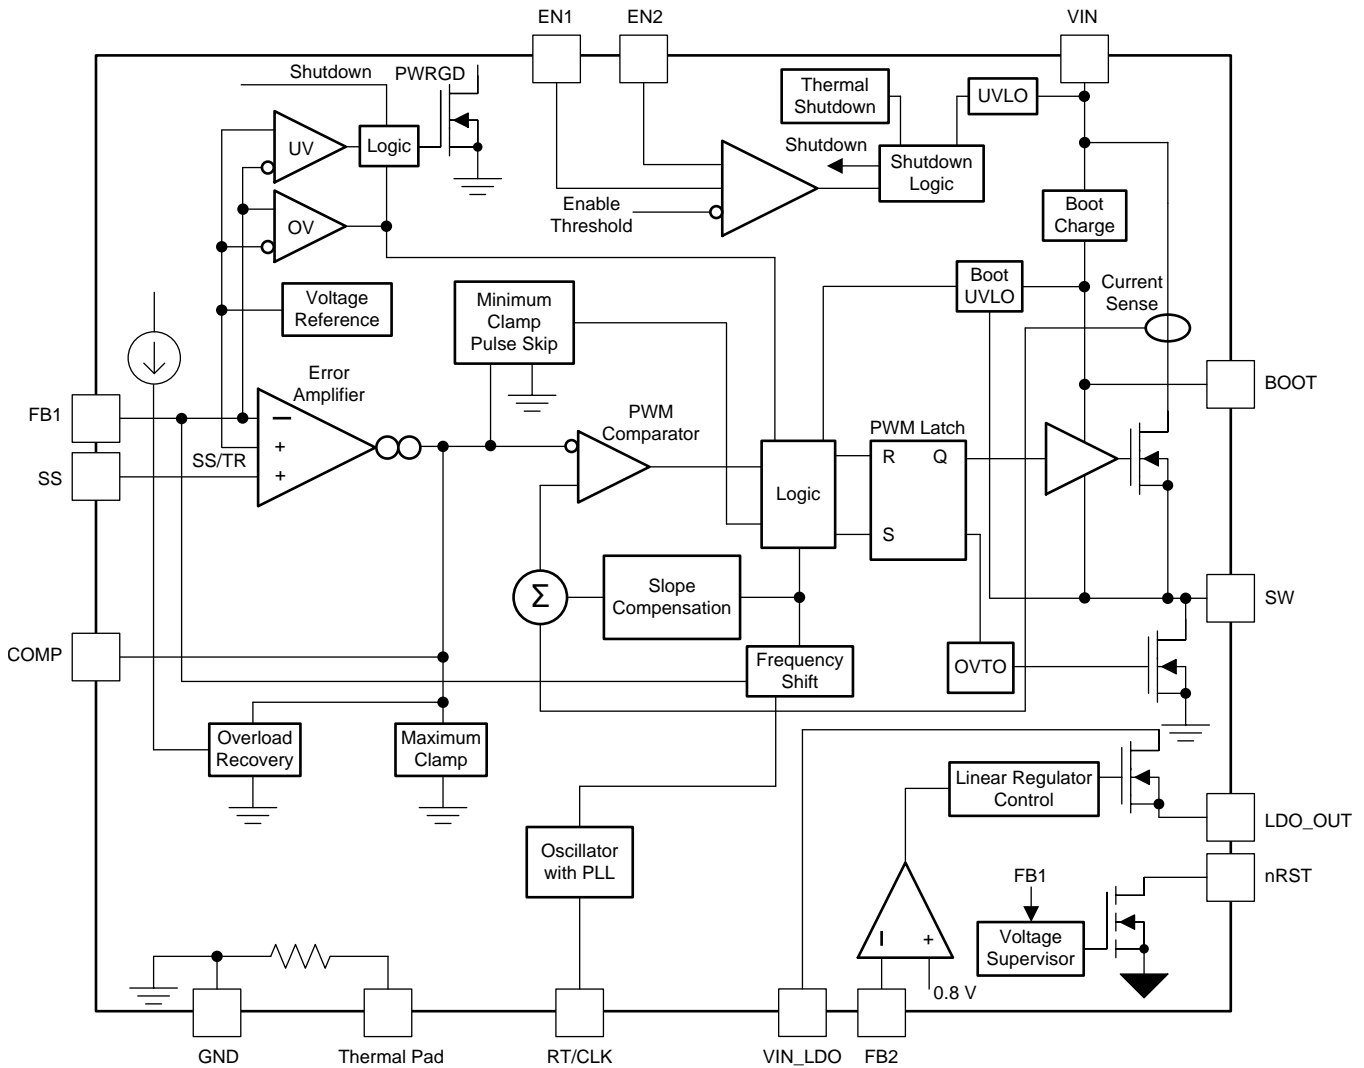 EN1
EN2
VIN
Shutdown
PWRGD
Thermal
Shutdown
UVLO
UV
Logic
Shutdown
Shutdown
Logic
Enable
Threshold
Boot
Charge
OV
Voltage
Reference
Minimum
Clamp
Pulse Skip
Boot
UVLO
Current
Sense
Error
Amplifier
BOOT
FB1
SS
SS/TR
−
+
+
PWM
Comparator
PWM Latch
R
Q
S
Logic
Σ
Slope
Compensation
SW
COMP
Frequency
Shift
OVTO
Overload
Recovery
Maximum
Clamp
Linear Regulator
Control
LDO_OUT
Oscillator
with PLL
nRST
FB1
Voltage
Supervisor
−
+
0.8 V
GND
Thermal Pad
RT/CLK
VIN_LDO
FB2